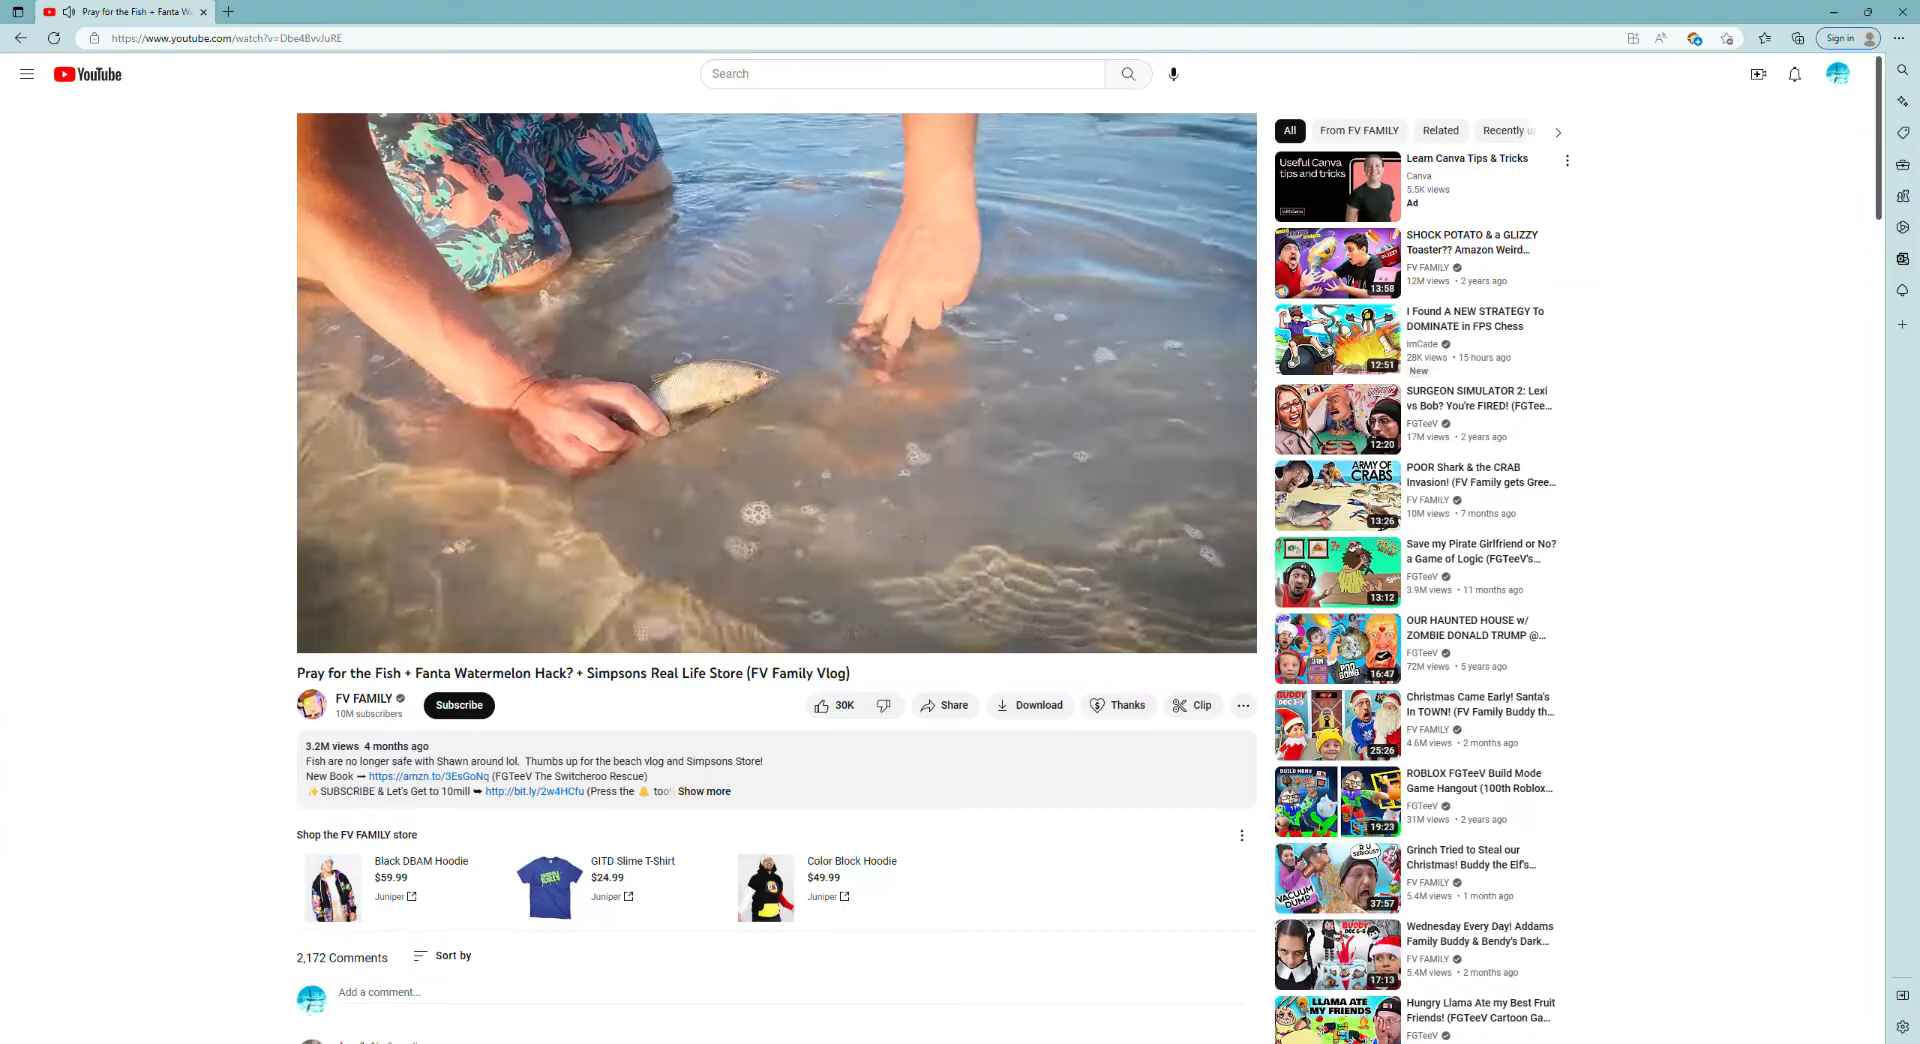 Pray for the Fish + Fanta Wa
https://www.youtube.com/watch?v=Dbe4BvvJuRE
Sign in
YouTube
Search
Pray for the Fish + Fanta Watermelon Hack? + Simpsons Real Life Store (FV Family Vlog)
FV FAMILY
10M subscribers
Subscribe
30K
Share
Download
Thanks
Clip
3.2M views 4 months ago
Fish are no longer safe with Shawn around lol. Thumbs up for the beach vlog and Simpsons Store!
New Book ➞ https://amzn.to/3EsGoNq (FGTeeV The Switcheroo Rescue)
✨SUBSCRIBE & Let's Get to 10mill ➥ http://bit.ly/2w4HCfu (Press the 🔔 too!) Show more
Shop the FV FAMILY store
Black DBAM Hoodie
$59.99
Juniper
GITD Slime T-Shirt
$24.99
Juniper
Color Block Hoodie
$49.99
Juniper
2,172 Comments
Sort by
Add a comment...
All
From FV FAMILY
Related
Recently u
Useful Canva
tips and tricks
Learn Canva Tips & Tricks
Canva
5.5K views
Ad
13:58
SHOCK POTATO & a GLIZZY
Toaster?? Amazon Weird...
FV FAMILY
12M views • 2 years ago
12:51
I Found A NEW STRATEGY To
DOMINATE in FPS Chess
ImCade
28K views • 15 hours ago
New
12:20
SURGEON SIMULATOR 2: Lexi
vs Bob? You're FIRED! (FGTee...
FGTeeV
17M views • 2 years ago
ARMY OF
CRABS
13:26
POOR Shark & the CRAB
Invasion! (FV Family gets Gree...
FV FAMILY
10M views • 7 months ago
13:12
Save my Pirate Girlfriend or No?
a Game of Logic (FGTeeV's...
FGTeeV
3.9M views • 11 months ago
16:47
OUR HAUNTED HOUSE w/
ZOMBIE DONALD TRUMP @...
FGTeeV
72M views • 5 years ago
BUDDY
25:26
Christmas Came Early! Santa's
In TOWN! (FV Family Buddy th...
FV FAMILY
4.6M views • 2 months ago
BUILD MENU
19:23
ROBLOX FGTeeV Build Mode
Game Hangout (100th Roblox...
FGTeeV
31M views • 2 years ago
R U
SERIOUS?
VACUUM
DUMP
37:57
Grinch Tried to Steal our
Christmas! Buddy the Elf's...
FV FAMILY
5.4M views • 1 month ago
BUDDY
17:13
Wednesday Every Day! Addams
Family Buddy & Bendy's Dark...
FV FAMILY
5.4M views • 2 months ago
LLAMA ATE
MY FRIENDS
Hungry Llama Ate my Best Fruit
Friends! (FGTeeV Cartoon Ga...
FGTeeV